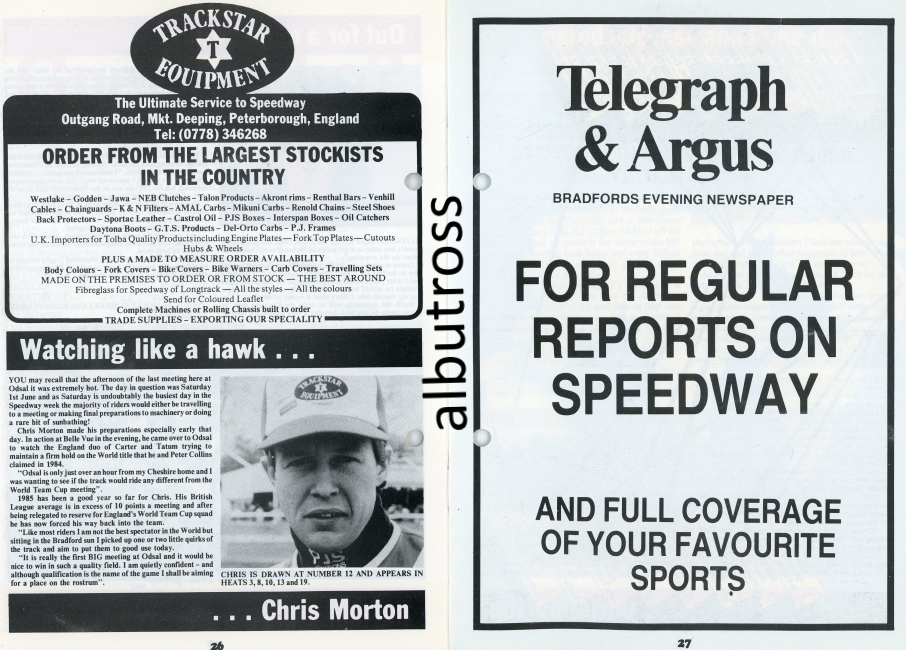 TRACKSTAR
T
EQUIPMENT
The Ultimate Service to Speedway
Outgang Road, Mkt. Deeping, Peterborough, England
Tel: (0778) 346268
ORDER FROM THE LARGEST STOCKISTS
IN THE COUNTRY
Westlake – Godden – Jawa – NEB Clutches – Talon Products – Akront rims – Renthal Bars – Venhill
Cables – Chainguards – K & N Filters – AMAL Carbs – Mikuni Carbs – Renold Chains – Steel Shoes
Back Protectors – Sportac Leather – Castrol Oil – PJS Boxes – Interspan Boxes – Oil Catchers
Daytona Boots – G.T.S. Products – Del-Orto Carbs – P.J. Frames
U.K. Importers for Tolba Quality Products including Engine Plates — Fork Top Plates — Cutouts
Hubs & Wheels
PLUS A MADE TO MEASURE ORDER AVAILABILITY
Body Colours – Fork Covers – Bike Covers – Bike Warners – Carb Covers – Travelling Sets
MADE ON THE PREMISES TO ORDER OR FROM STOCK — THE BEST AROUND
Fibreglass for Speedway of Longtrack — All the styles — All the colours
Send for Coloured Leaflet
Complete Machines or Rolling Chassis built to order
TRADE SUPPLIES – EXPORTING OUR SPECIALITY
Watching like a hawk . . .
YOU may recall that the afternoon of the last meeting here at
Odsal it was extremely hot. The day in question was Saturday
1st June and as Saturday is undoubtably the busiest day in the
Speedway week the majority of riders would either be travelling
to a meeting or making final preparations to machinery or doing
a rare bit of sunbathing!
Chris Morton made his preparations especially early that
day. In action at Belle Vue in the evening, he came over to Odsal
to watch the England duo of Carter and Tatum trying to
maintain a firm hold on the World title that he and Peter Collins
claimed in 1984.
"Odsal is only just over an hour from my Cheshire home and I
was wanting to see if the track would ride any different from the
World Team Cup meeting".
1985 has been a good year so far for Chris. His British
League average is in excess of 10 points a meeting and after
being relegated to reserve for England's World Team Cup squad
he has now forced his way back into the team.
"Like most riders I am not the best spectator in the World but
sitting in the Bradford sun I picked up one or two little quirks of
the track and aim to put them to good use today.
"It is really the first BIG meeting at Odsal and it would be
nice to win in such a quality field. I am quietly confident – and
although qualification is the name of the game I shall be aiming
for a place on the rostrum".
TRACKSTAR
EQUIPMENT
PJS
CHRIS IS DRAWN AT NUMBER 12 AND APPEARS IN
HEATS 3, 8, 10, 13 and 19.
. . . Chris Morton
26
albutross
Telegraph
& Argus
BRADFORDS EVENING NEWSPAPER
FOR REGULAR
REPORTS ON
SPEEDWAY
AND FULL COVERAGE
OF YOUR FAVOURITE
SPORTS
27